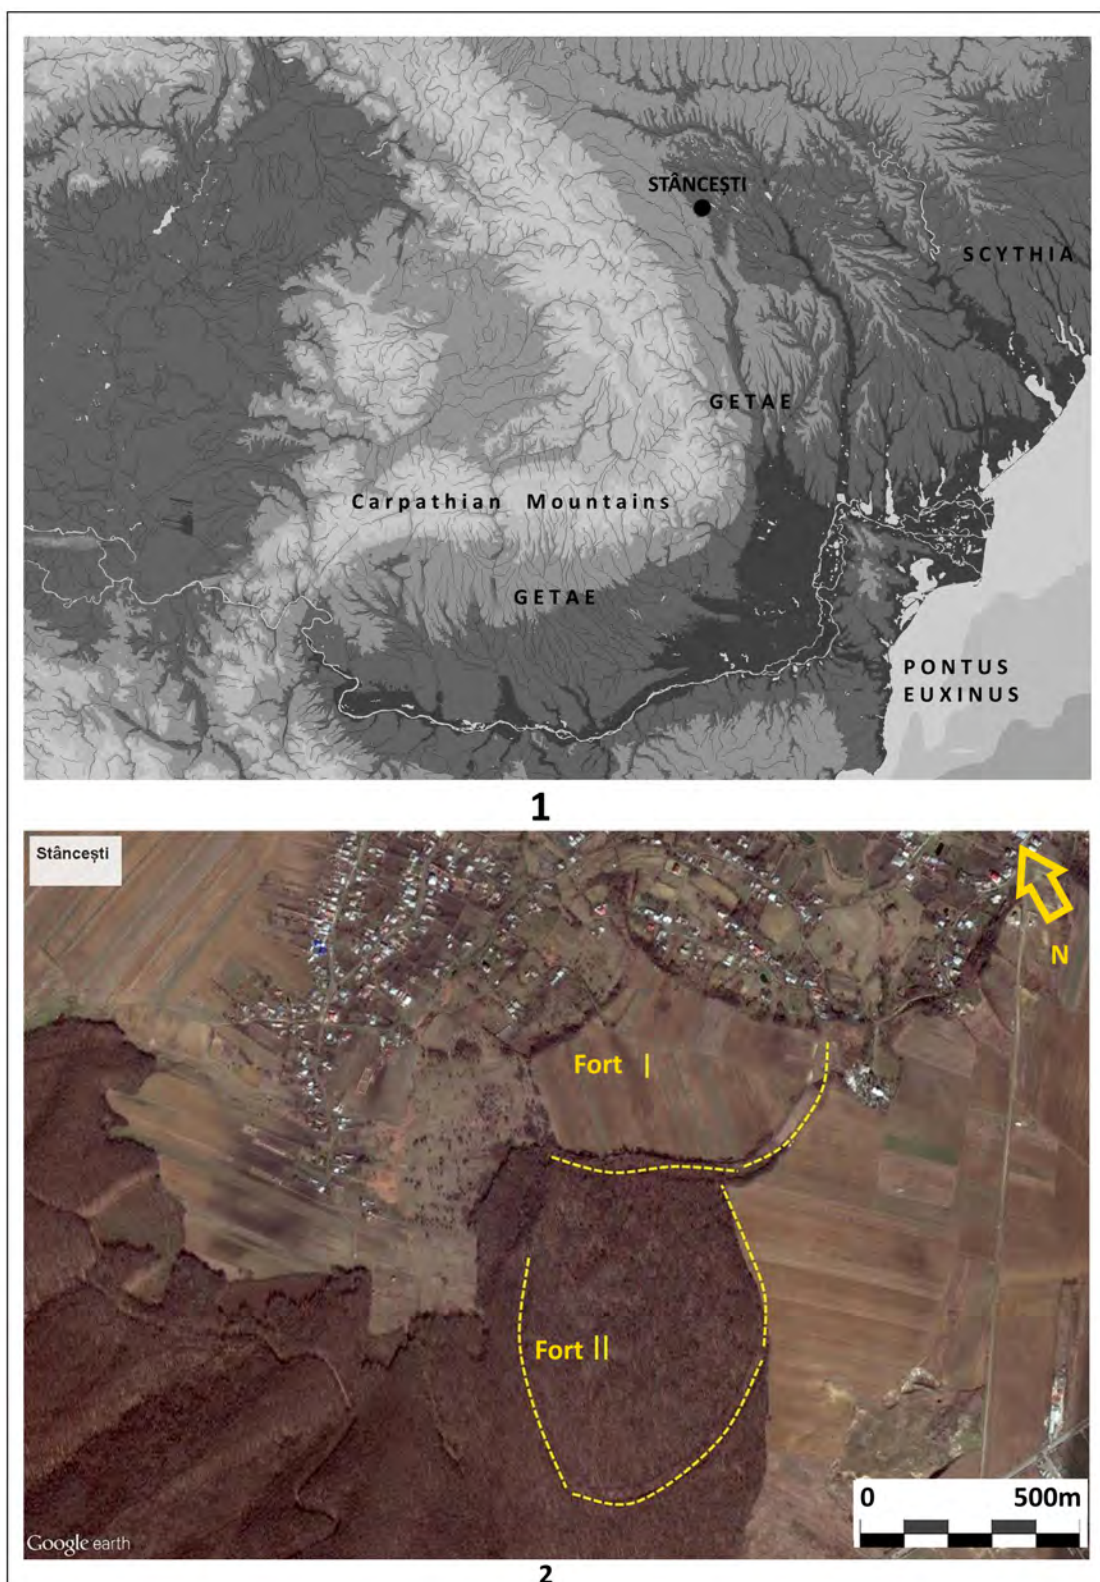 STÂNCEȘTI
SCYTHIA
GETAE
Carpathian Mountains
GETAE
PONTUS
EUXINUS
1
Stâncești
N
Fort I
Fort II
0 500m
Google earth
2